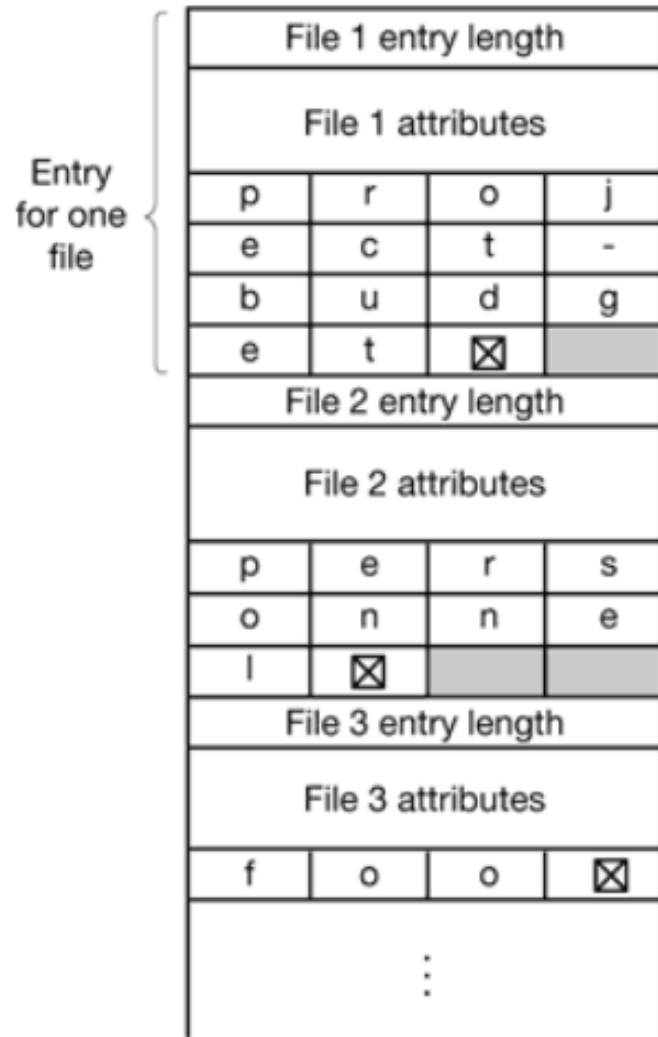 File 1 entry length
File 1 attributes
Entry
for one
file
p r o j
e c t -
b u d g
e t ☒
File 2 entry length
File 2 attributes
p e r s
o n n e
l ☒
File 3 entry length
File 3 attributes
f o o ☒
⋮